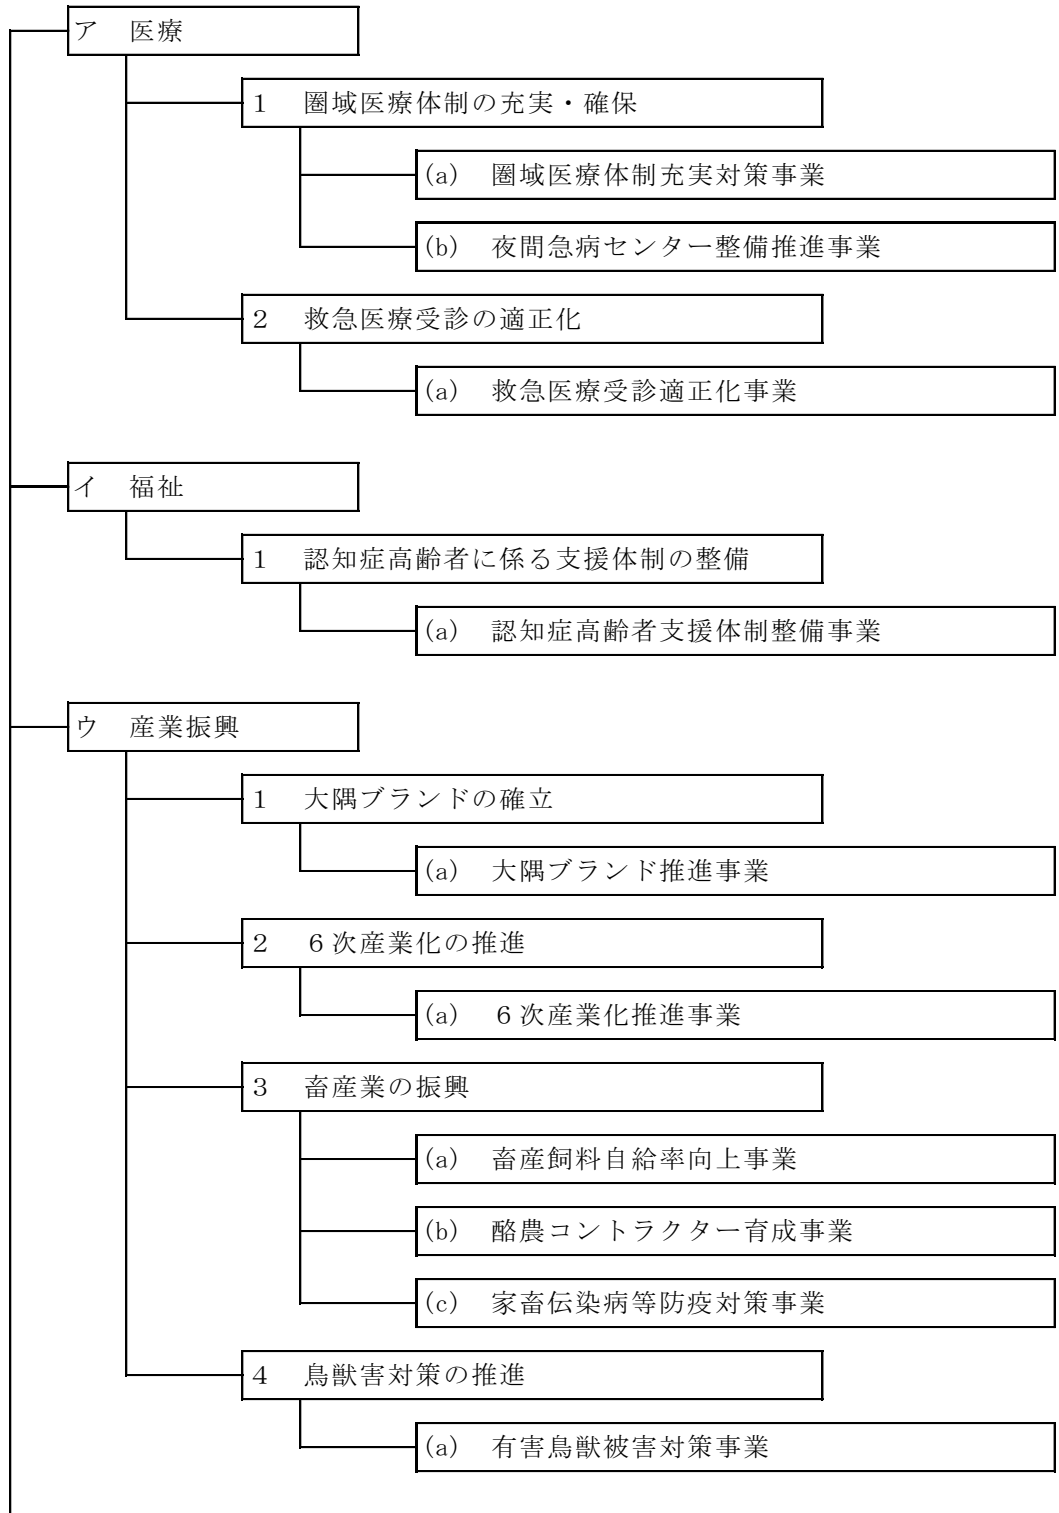 ア　医療
１　圏域医療体制の充実・確保
(a)　圏域医療体制充実対策事業
(b)　夜間急病センター整備推進事業
２　救急医療受診の適正化
(a)　救急医療受診適正化事業
イ　福祉
１　認知症高齢者に係る支援体制の整備
(a)　認知症高齢者支援体制整備事業
ウ　産業振興
１　大隅ブランドの確立
(a)　大隅ブランド推進事業
２　６次産業化の推進
(a)　６次産業化推進事業
３　畜産業の振興
(a)　畜産飼料自給率向上事業
(b)　酪農コントラクター育成事業
(c)　家畜伝染病等防疫対策事業
４　鳥獣害対策の推進
(a)　有害鳥獣被害対策事業